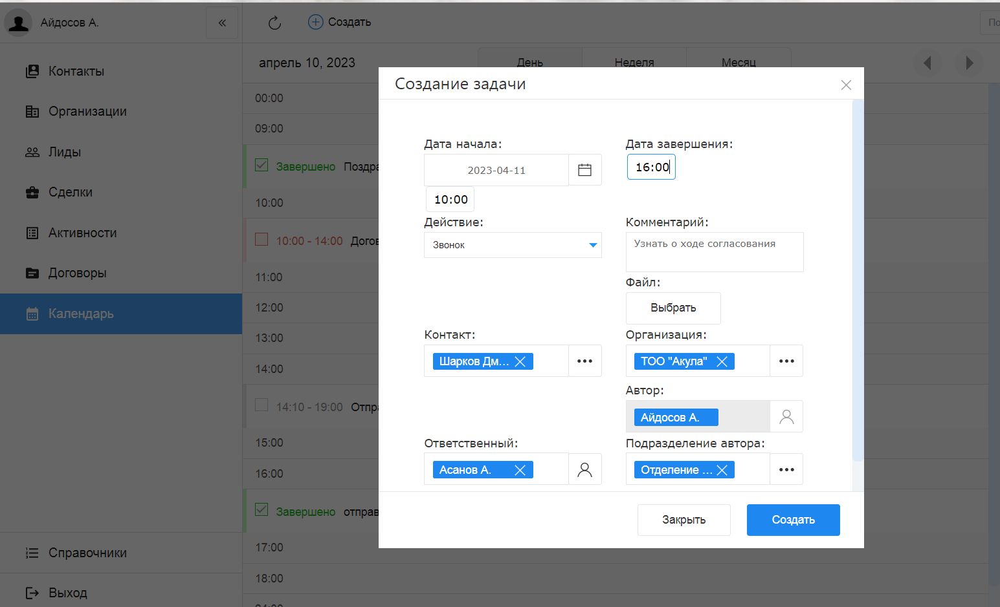 Айдосов А.
«
Создать
По
Контакты
Организации
Лиды
Сделки
Активности
Договоры
Календарь
Справочники
Выход
апрель 10, 2023
День
Неделя
Месяц
00:00
09:00
Завершено Поздра
10:00
10:00 - 14:00 Догов
11:00
12:00
13:00
14:00
14:10 - 19:00 Отпра
15:00
16:00
Завершено отправ
17:00
18:00
Создание задачи
Дата начала:
2023-04-11
10:00
Дата завершения:
16:00
Действие:
Звонок
Комментарий:
Узнать о ходе согласования
Файл:
Выбрать
Контакт:
Шарков Дм...
Организация:
ТОО "Акула"
Автор:
Айдосов А.
Ответственный:
Асанов А.
Подразделение автора:
Отделение ...
Закрыть
Создать